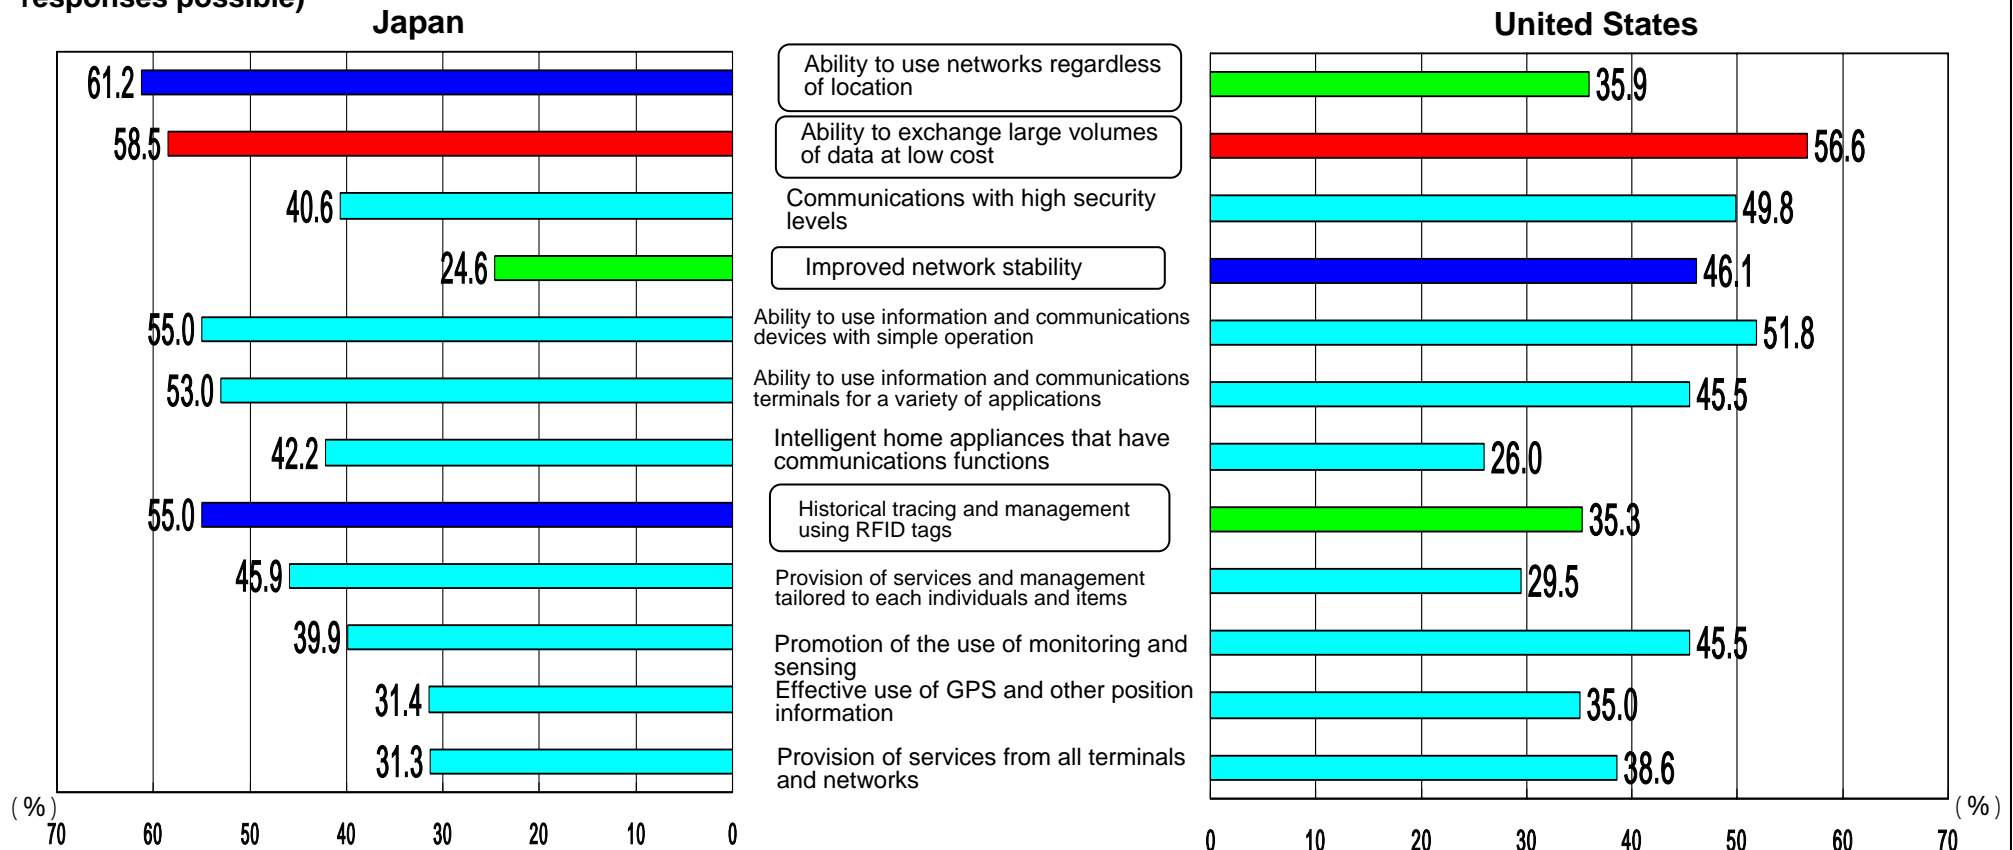 responses possible)
Japan
United States
61.2
Ability to use networks regardless
of location
35.9
58.5
Ability to exchange large volumes
of data at low cost
56.6
40.6
Communications with high security
levels
49.8
24.6
Improved network stability
46.1
55.0
Ability to use information and communications
devices with simple operation
51.8
53.0
Ability to use information and communications
terminals for a variety of applications
45.5
42.2
Intelligent home appliances that have
communications functions
26.0
55.0
Historical tracing and management
using RFID tags
35.3
45.9
Provision of services and management
tailored to each individuals and items
29.5
39.9
Promotion of the use of monitoring and
sensing
45.5
31.4
Effective use of GPS and other position
information
35.0
31.3
Provision of services from all terminals
and networks
38.6
(%)
70 60 50 40 30 20 10 0
0 10 20 30 40 50 60 70
(%)